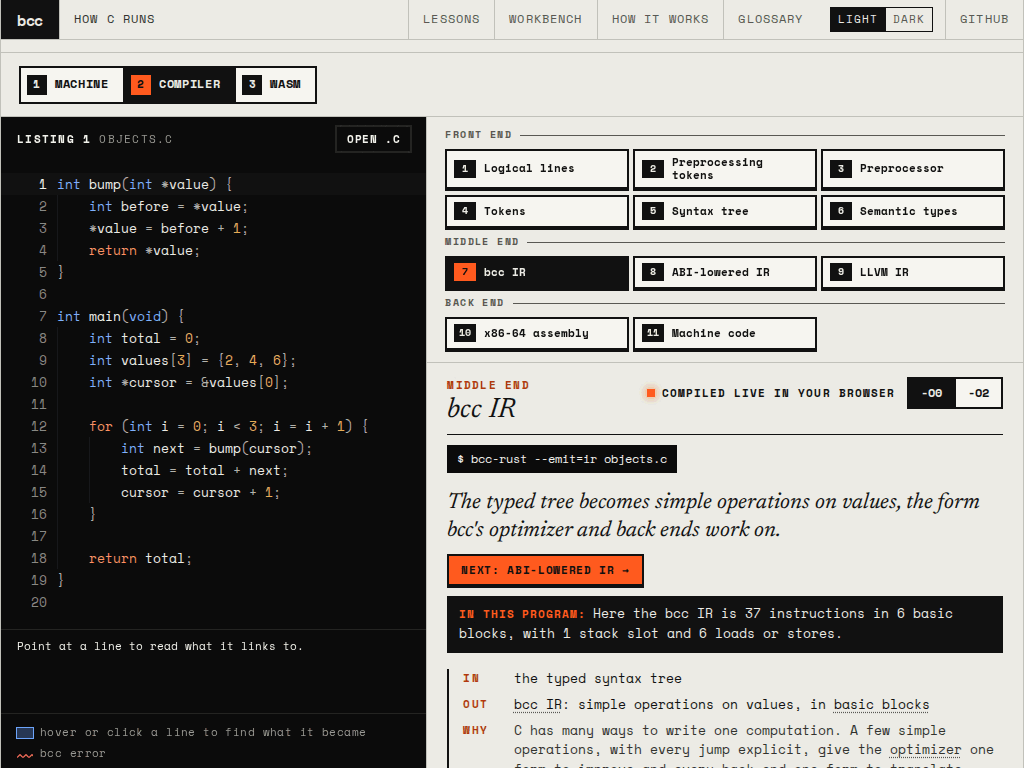 bcc HOW C RUNS LESSONS WORKBENCH HOW IT WORKS GLOSSARY LIGHT DARK GITHUB
1 MACHINE 2 COMPILER 3 WASM
LISTING 1 OBJECTS.C OPEN .C
1 int bump(int *value) {
2 int before = *value;
3 *value = before + 1;
4 return *value;
5 }
6
7 int main(void) {
8 int total = 0;
9 int values[3] = {2, 4, 6};
10 int *cursor = &values[0];
11
12 for (int i = 0; i < 3; i = i + 1) {
13 int next = bump(cursor);
14 total = total + next;
15 cursor = cursor + 1;
16 }
17
18 return total;
19 }
20
Point at a line to read what it links to.
hover or click a line to find what it became
bcc error
FRONT END
1 Logical lines
2 Preprocessing
tokens
3 Preprocessor
4 Tokens
5 Syntax tree
6 Semantic types
MIDDLE END
7 bcc IR
8 ABI-lowered IR
9 LLVM IR
BACK END
10 x86-64 assembly
11 Machine code
MIDDLE END
bcc IR
COMPILED LIVE IN YOUR BROWSER -O0 -O2
$ bcc-rust --emit=ir objects.c
The typed tree becomes simple operations on values, the form
bcc's optimizer and back ends work on.
NEXT: ABI-LOWERED IR →
IN THIS PROGRAM: Here the bcc IR is 37 instructions in 6 basic
blocks, with 1 stack slot and 6 loads or stores.
IN the typed syntax tree
OUT bcc IR: simple operations on values, in basic blocks
WHY C has many ways to write one computation. A few simple
operations, with every jump explicit, give the optimizer one
form to improve and every back end one form to translate.